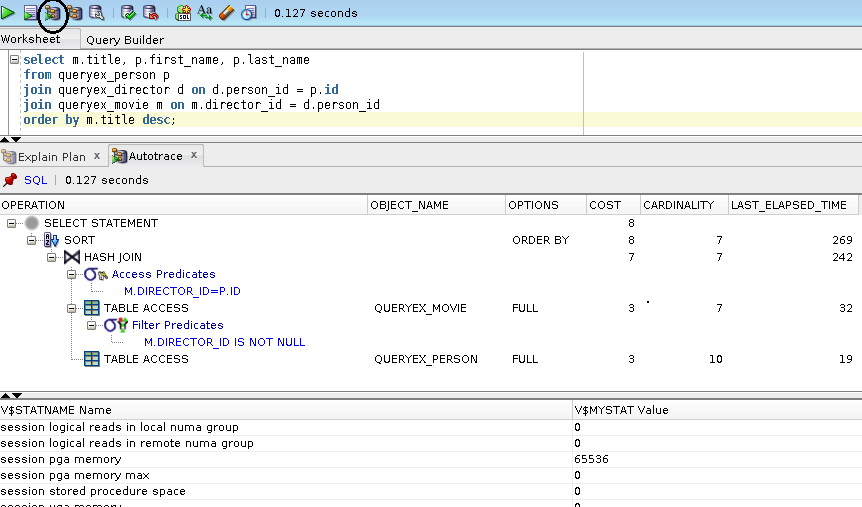 0.127 seconds
Worksheet Query Builder
select m.title, p.first_name, p.last_name
from queryex_person p
join queryex_director d on d.person_id = p.id
join queryex_movie m on m.director_id = d.person_id
order by m.title desc;
Explain Plan x Autotrace x
SQL 0.127 seconds
OPERATION OBJECT_NAME OPTIONS COST CARDINALITY LAST_ELAPSED_TIME
SELECT STATEMENT 8
SORT ORDER BY 8 7 269
HASH JOIN 7 7 242
Access Predicates
M.DIRECTOR_ID=P.ID
TABLE ACCESS QUERYEX_MOVIE FULL 3 7 32
Filter Predicates
M.DIRECTOR_ID IS NOT NULL
TABLE ACCESS QUERYEX_PERSON FULL 3 10 19
V$STATNAME Name V$MYSTAT Value
session logical reads in local numa group 0
session logical reads in remote numa group 0
session pga memory 65536
session pga memory max 0
session stored procedure space 0